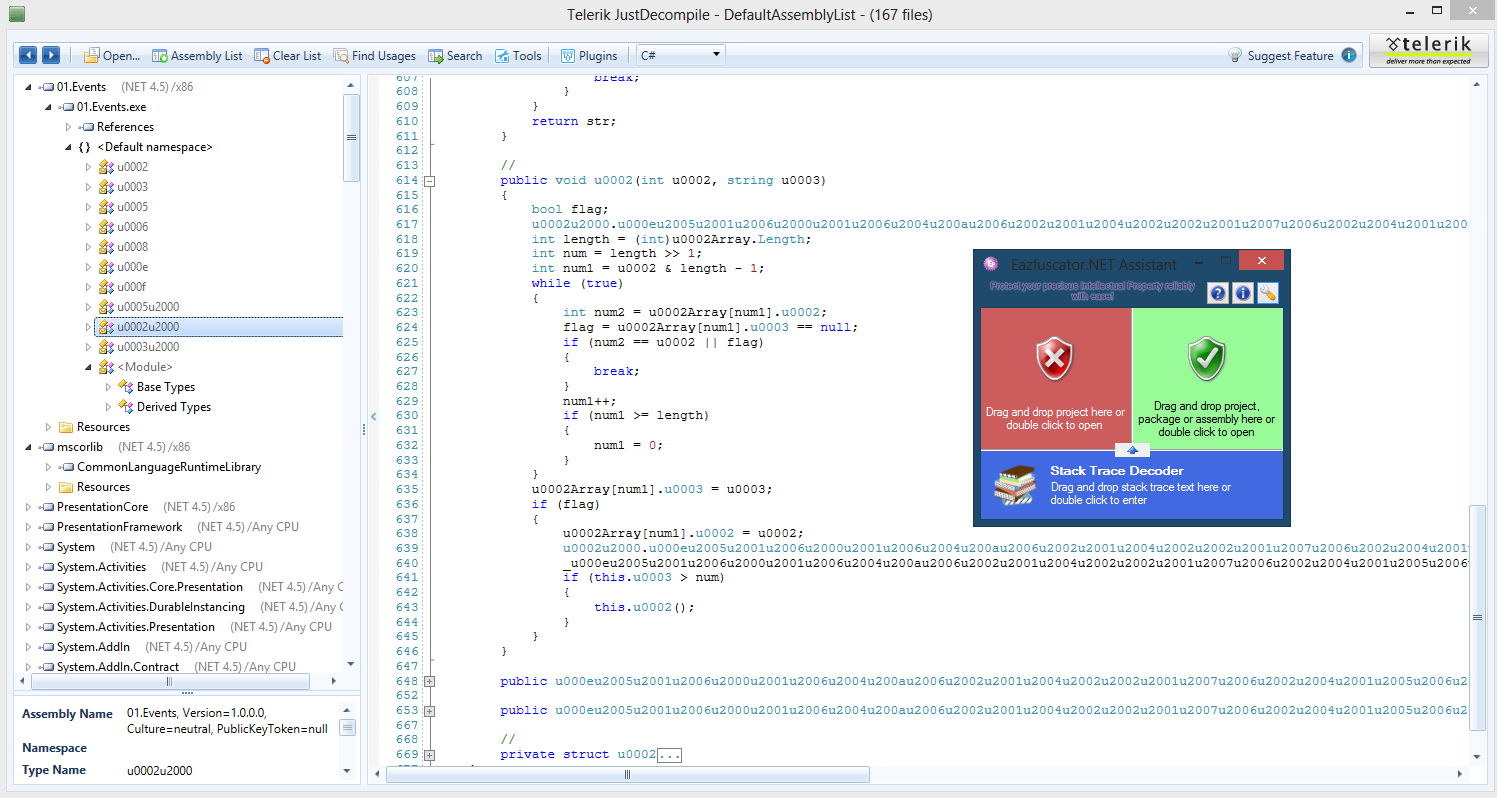 Telerik JustDecompile - DefaultAssemblyList - (167 files)
Open... Assembly List Clear List Find Usages Search Tools Plugins C# Suggest Feature
telerik
deliver more than expected
01.Events (NET 4.5) /x86
01.Events.exe
References
{} <Default namespace>
u0002
u0003
u0005
u0006
u0008
u000e
u000f
u0005u2000
u0002u2000
u0003u2000
<Module>
Base Types
Derived Types
Resources
mscorlib (NET 4.5) /x86
CommonLanguageRuntimeLibrary
Resources
PresentationCore (NET 4.5) /x86
PresentationFramework (NET 4.5) /Any CPU
System (NET 4.5) /Any CPU
System.Activities (NET 4.5) /Any CPU
System.Activities.Core.Presentation (NET 4.5) /Any C
System.Activities.DurableInstancing (NET 4.5) /Any C
System.Activities.Presentation (NET 4.5) /Any CPU
System.AddIn (NET 4.5) /Any CPU
System.AddIn.Contract (NET 4.5) /Any CPU
Assembly Name 01.Events, Version=1.0.0.0,
Culture=neutral, PublicKeyToken=null
Namespace
Type Name u0002u2000
607 break;
608 }
609 }
610 return str;
611 }
612
613 //
614 public void u0002(int u0002, string u0003)
615 {
616 bool flag;
617 u0002u2000.u000eu2005u2001u2006u2000u2001u2006u2004u200au2006u2002u2001u2004u2002u2002u2001u2007u2006u2002u2004u2001u200
618 int length = (int)u0002Array.Length;
619 int num = length >> 1;
620 int num1 = u0002 & length - 1;
621 while (true)
622 {
623 int num2 = u0002Array[num1].u0002;
624 flag = u0002Array[num1].u0003 == null;
625 if (num2 == u0002 || flag)
626 {
627 break;
628 }
629 num1++;
630 if (num1 >= length)
631 {
632 num1 = 0;
633 }
634 }
635 u0002Array[num1].u0003 = u0003;
636 if (flag)
637 {
638 u0002Array[num1].u0002 = u0002;
639 u0002u2000.u000eu2005u2001u2006u2000u2001u2006u2004u200au2006u2002u2001u2004u2002u2002u2001u2007u2006u2002u2004u2001u
640 _u000eu2005u2001u2006u2000u2001u2006u2004u200au2006u2002u2001u2004u2002u2002u2001u2007u2006u2002u2004u2001u2005u2006u
641 if (this.u0003 > num)
642 {
643 this.u0002();
644 }
645 }
646 }
647
648 public u000eu2005u2001u2006u2000u2001u2006u2004u200au2006u2002u2001u2004u2002u2002u2001u2007u2006u2002u2004u2001u2005u2006u2
652
653 public u000eu2005u2001u2006u2000u2001u2006u2004u200au2006u2002u2001u2004u2002u2002u2001u2007u2006u2002u2004u2001u2005u2006u2
667
668 //
669 private struct u0002...
Eazfuscator.NET Assistant
Protect your precious Intellectual Property reliably
with ease!
Drag and drop project here or
double click to open
Drag and drop project,
package or assembly here or
double click to open
Stack Trace Decoder
Drag and drop stack trace text here or
double click to enter